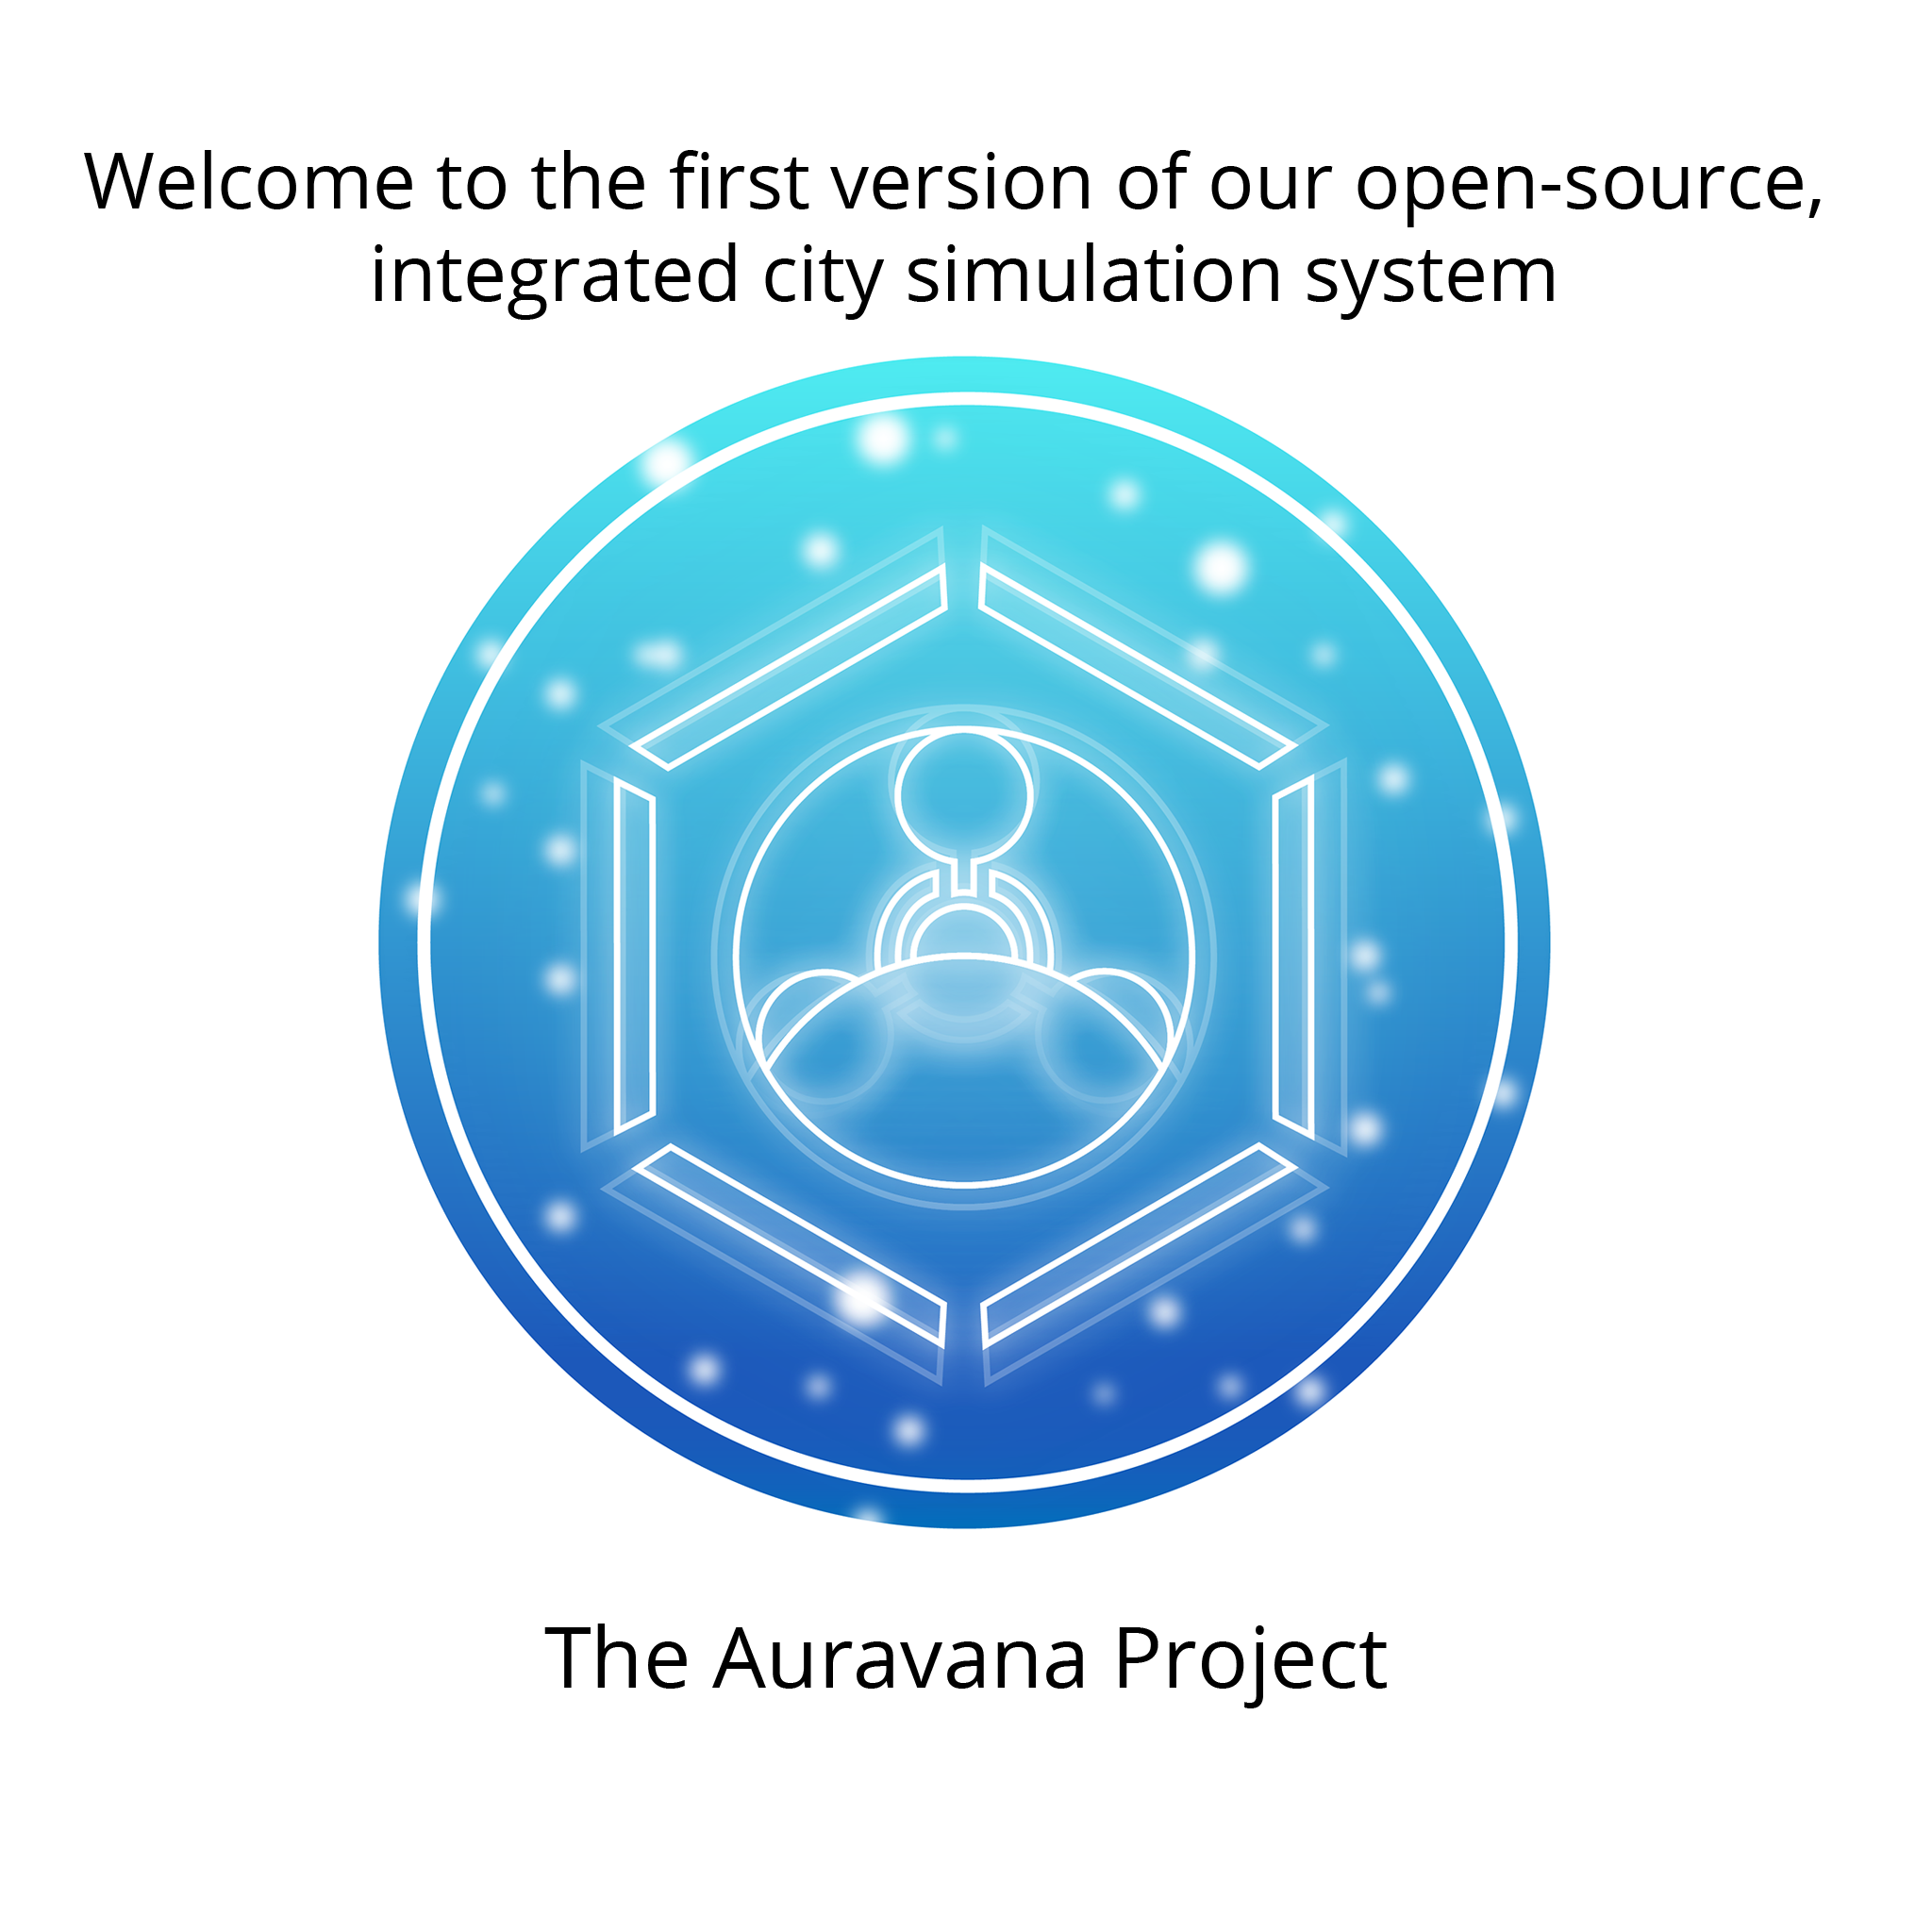 Welcome to the first version of our open-source,
integrated city simulation system
The Auravana Project